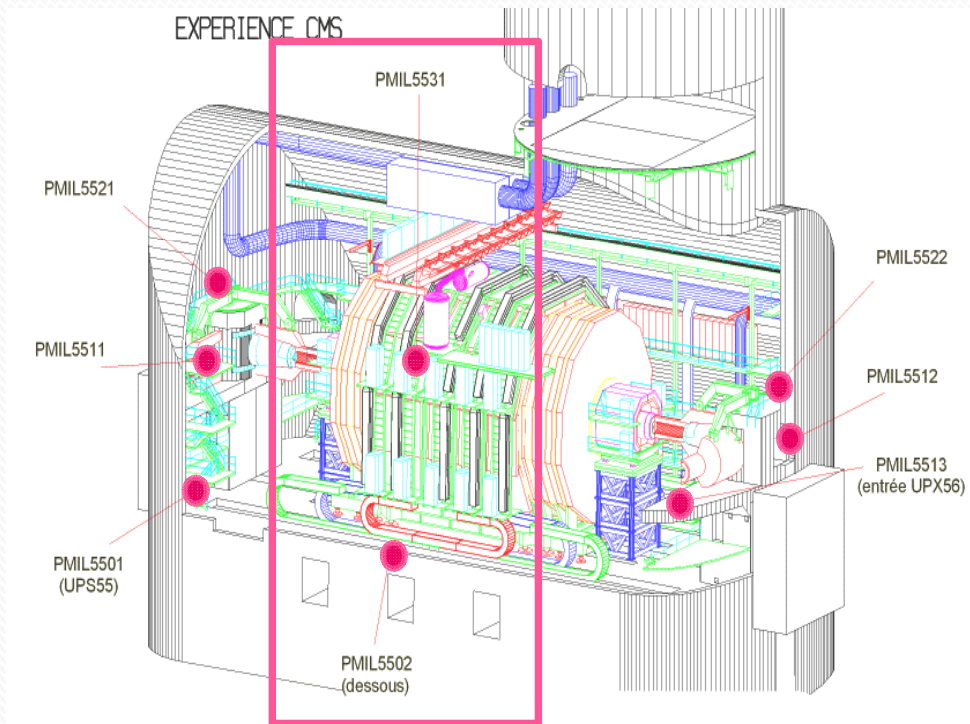 EXPERIENCE CMS
PMIL5531
PMIL5521
PMIL5522
PMIL5511
PMIL5512
PMIL5513
(entrée UPX56)
PMIL5501
(UPS55)
PMIL5502
(dessous)